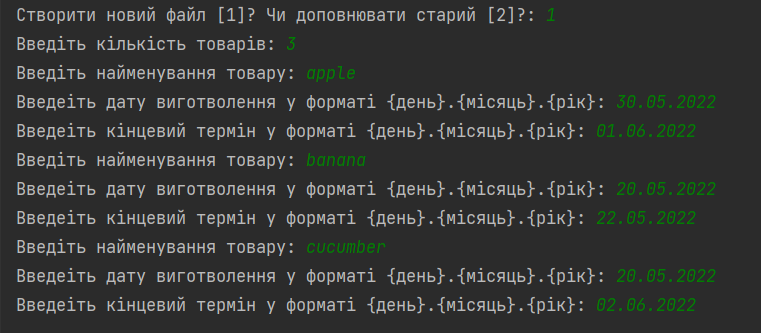 Створити новий файл [1]? Чи доповнювати старий [2]?: 1
Введіть кількість товарів: 3
Введіть найменування товару: apple
Введеіть дату виготволення у форматі {день}.{місяць}.{рік}: 30.05.2022
Введеіть кінцевий термін у форматі {день}.{місяць}.{рік}: 01.06.2022
Введіть найменування товару: banana
Введеіть дату виготволення у форматі {день}.{місяць}.{рік}: 20.05.2022
Введеіть кінцевий термін у форматі {день}.{місяць}.{рік}: 22.05.2022
Введіть найменування товару: cucumber
Введеіть дату виготволення у форматі {день}.{місяць}.{рік}: 20.05.2022
Введеіть кінцевий термін у форматі {день}.{місяць}.{рік}: 02.06.2022